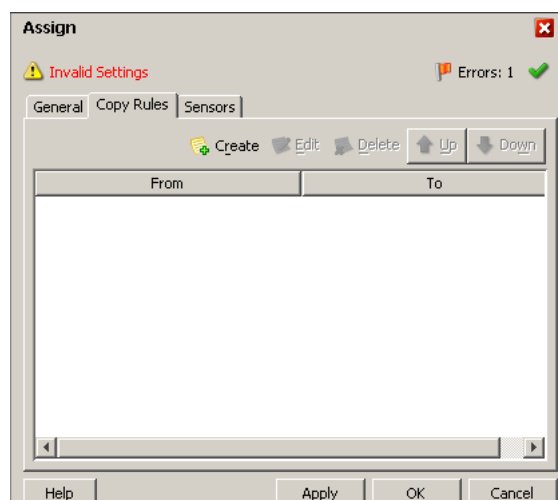 Assign
Invalid Settings Errors: 1
General Copy Rules Sensors
Create Edit Delete Up Down
From To
Help Apply OK Cancel